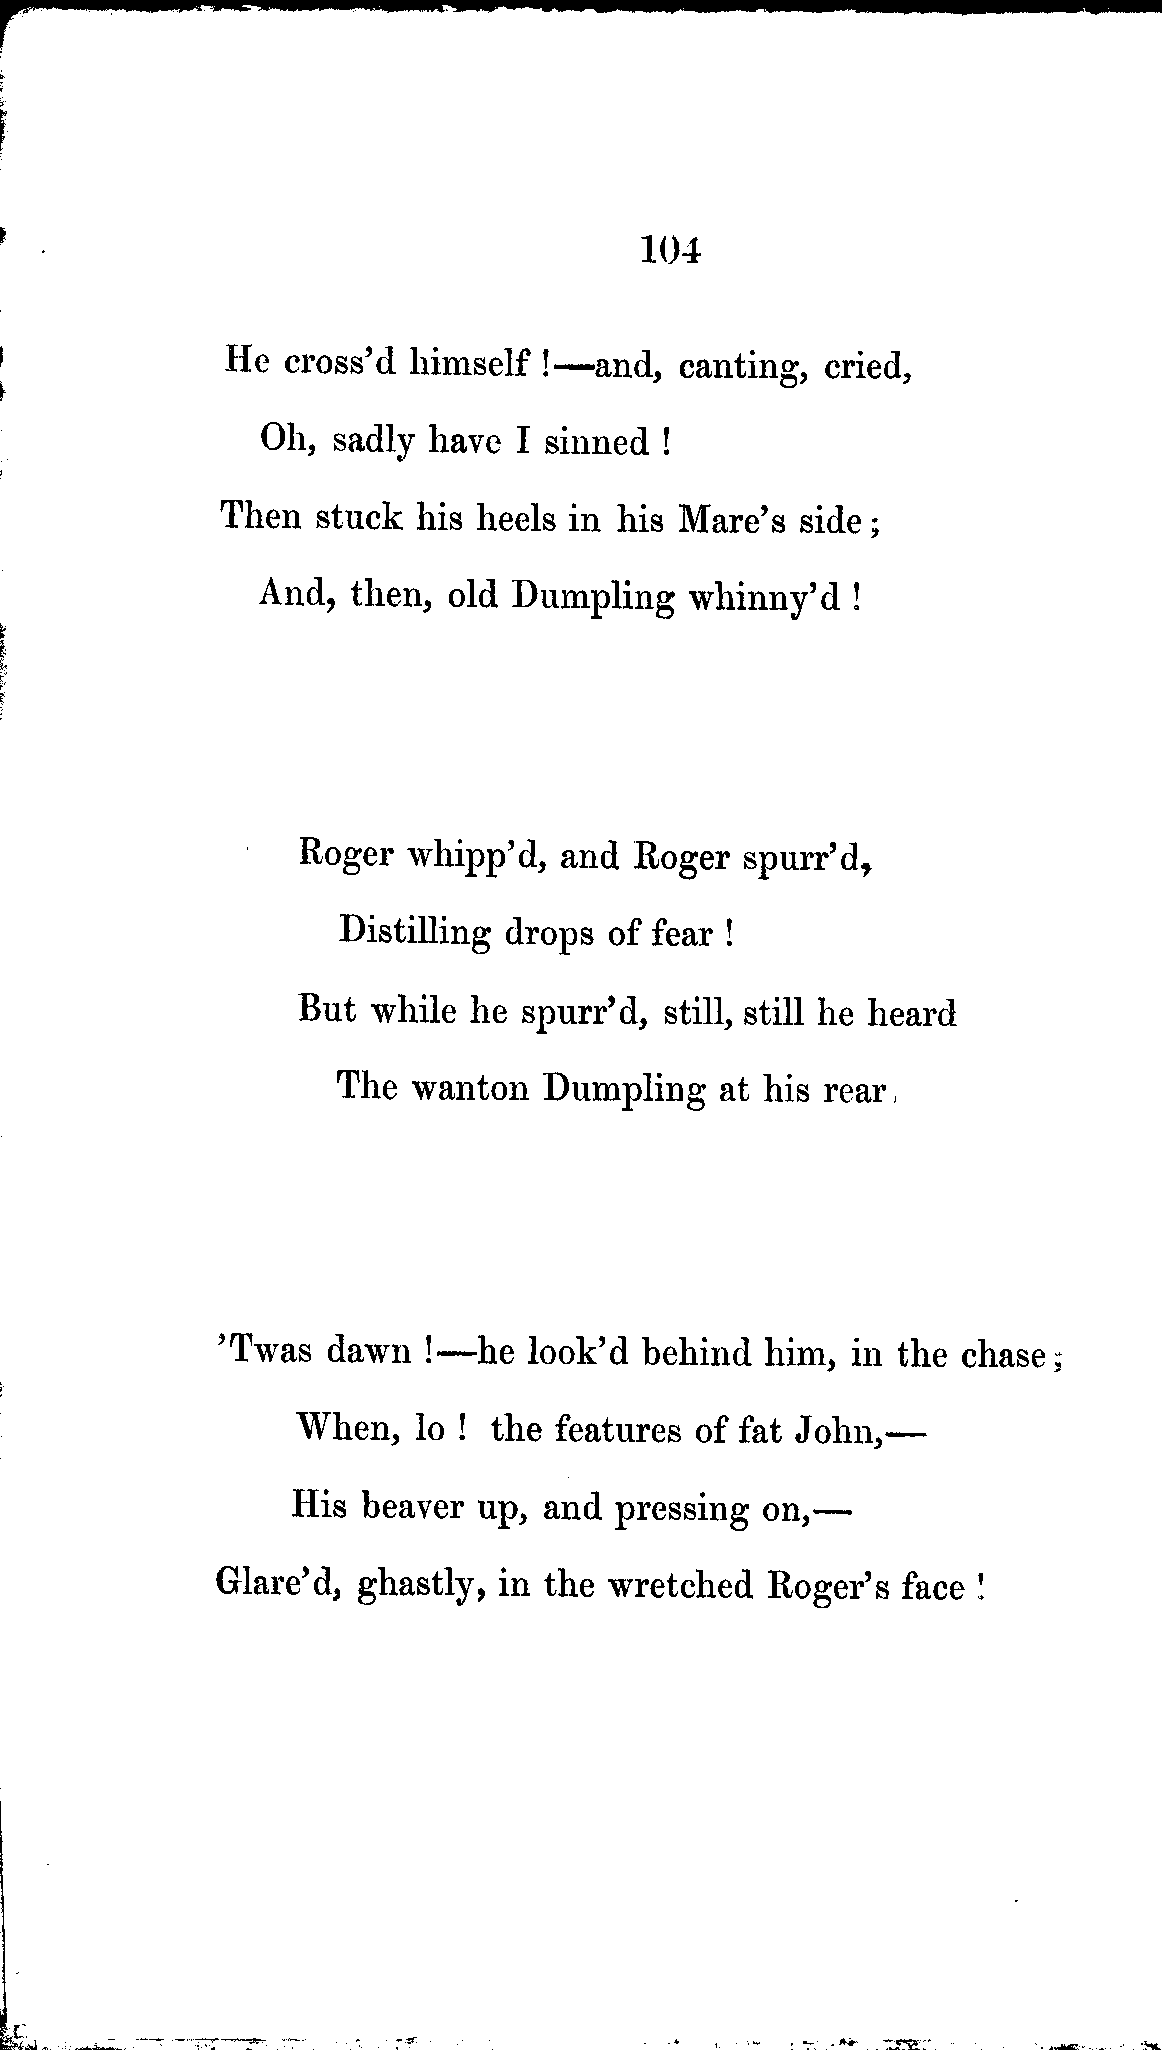 104
He cross'd himself !—and, canting, cried,
Oh, sadly have I sinned !
Then stuck his heels in his Mare's side ;
And, then, old Dumpling whinny'd !
Roger whipp'd, and Roger spurr'd,
Distilling drops of fear !
But while he spurr'd, still, still he heard
The wanton Dumpling at his rear.
'Twas dawn !—he look'd behind him, in the chase ;
When, lo ! the features of fat John,—
His beaver up, and pressing on,—
Glare'd, ghastly, in the wretched Roger's face !